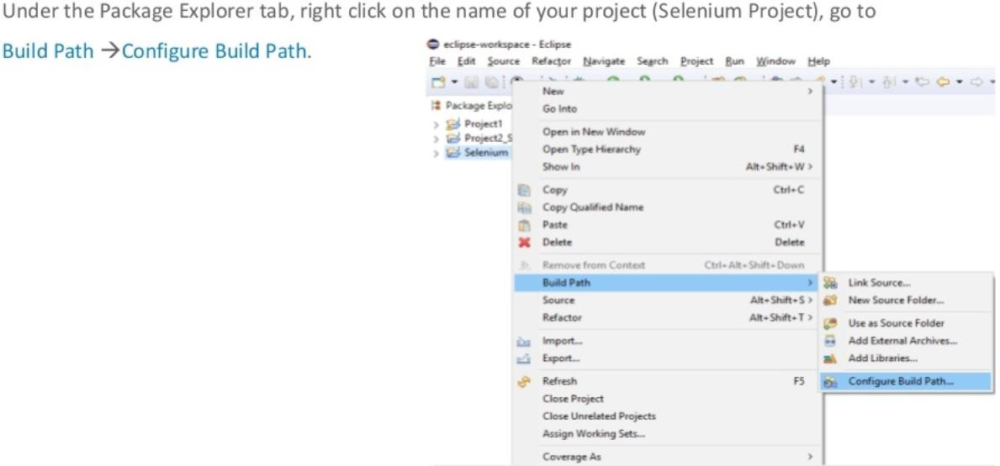 Under the Package Explorer tab, right click on the name of your project (Selenium Project), go to
Build Path →Configure Build Path.
eclipse-workspace - Eclipse
File Edit Source Refactor Navigate Search Project Run Window Help
Package Explo
Project1
Project2_S
Selenium
New
Go Into
Open in New Window
Open Type Hierarchy F4
Show In Alt+Shift+W >
Copy Ctrl+C
Copy Qualified Name
Paste Ctrl+V
Delete Delete
Remove from Context Ctrl+Alt+Shift+Down
Build Path
Source Alt+Shift+S >
Refactor Alt+Shift+T >
Import...
Export...
Refresh F5
Close Project
Close Unrelated Projects
Assign Working Sets...
Coverage As
Link Source...
New Source Folder...
Use as Source Folder
Add External Archives...
Add Libraries...
Configure Build Path...